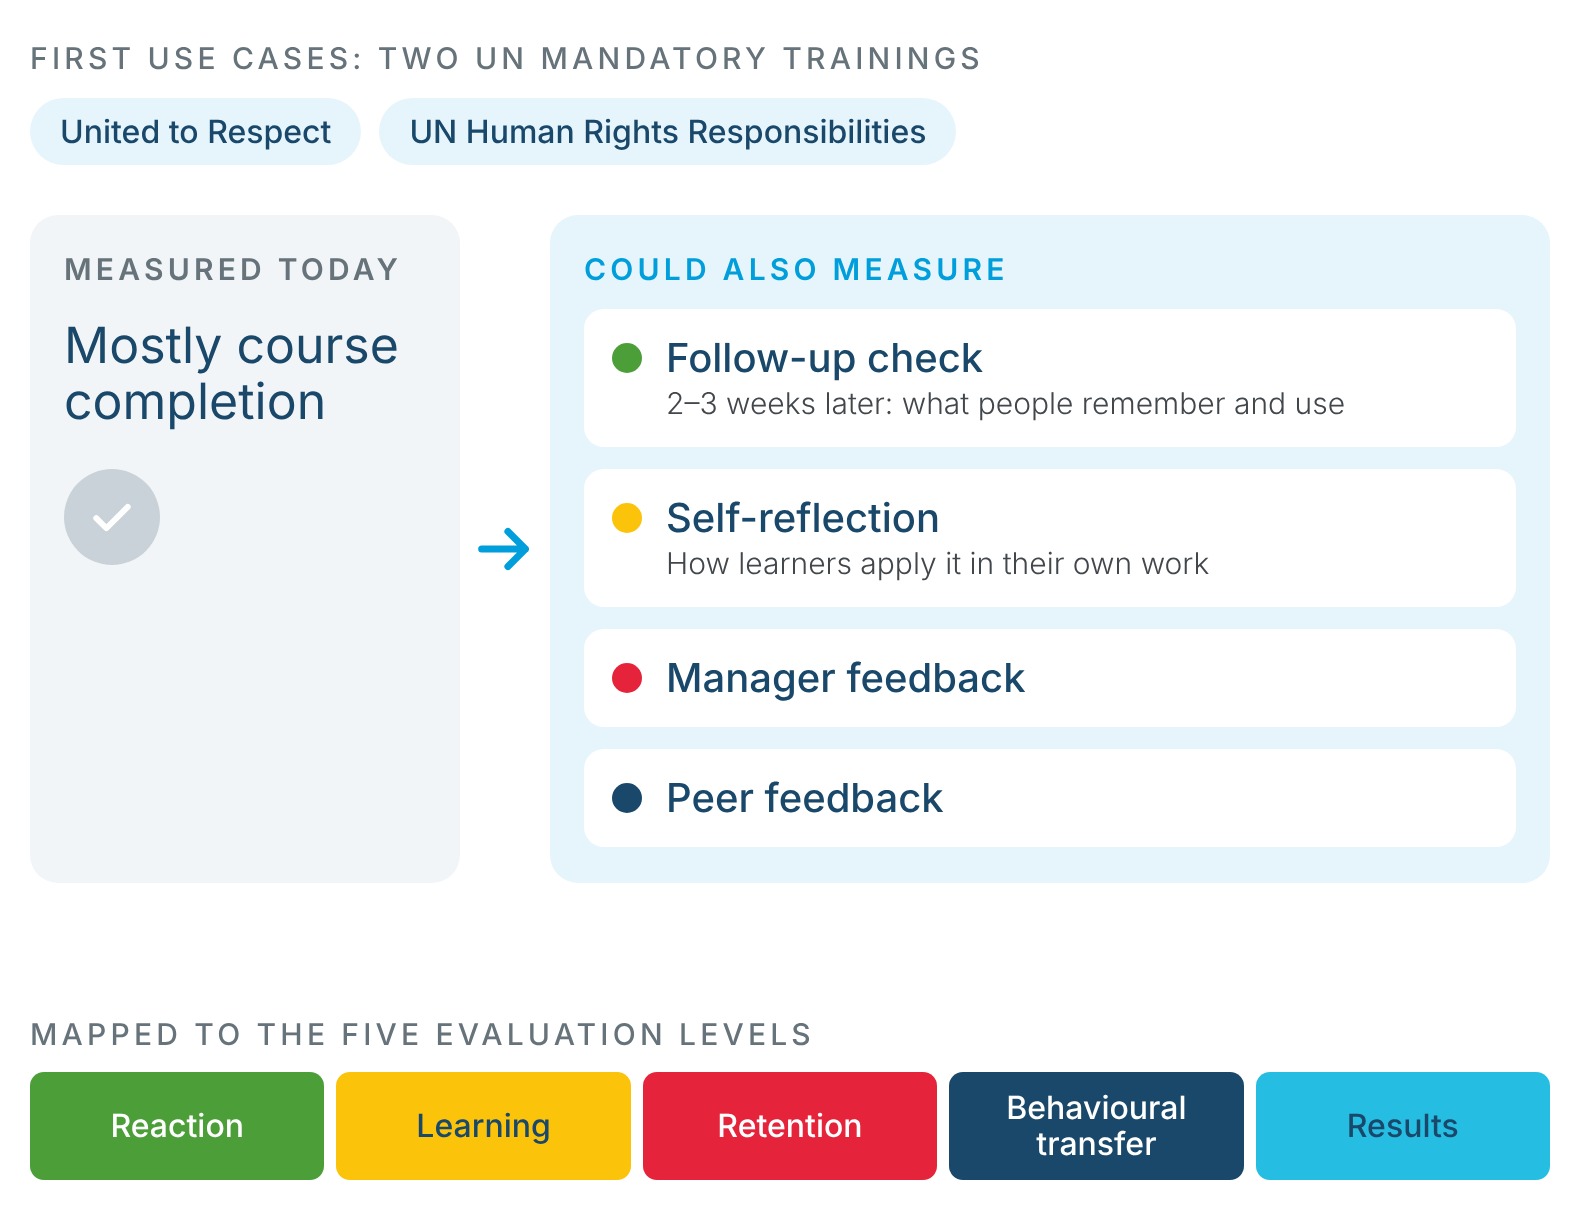 FIRST USE CASES: TWO UN MANDATORY TRAININGS
United to Respect
UN Human Rights Responsibilities
MEASURED TODAY
Mostly course
completion
COULD ALSO MEASURE
Follow-up check
2–3 weeks later: what people remember and use
Self-reflection
How learners apply it in their own work
Manager feedback
Peer feedback
MAPPED TO THE FIVE EVALUATION LEVELS
Reaction
Learning
Retention
Behavioural
transfer
Results